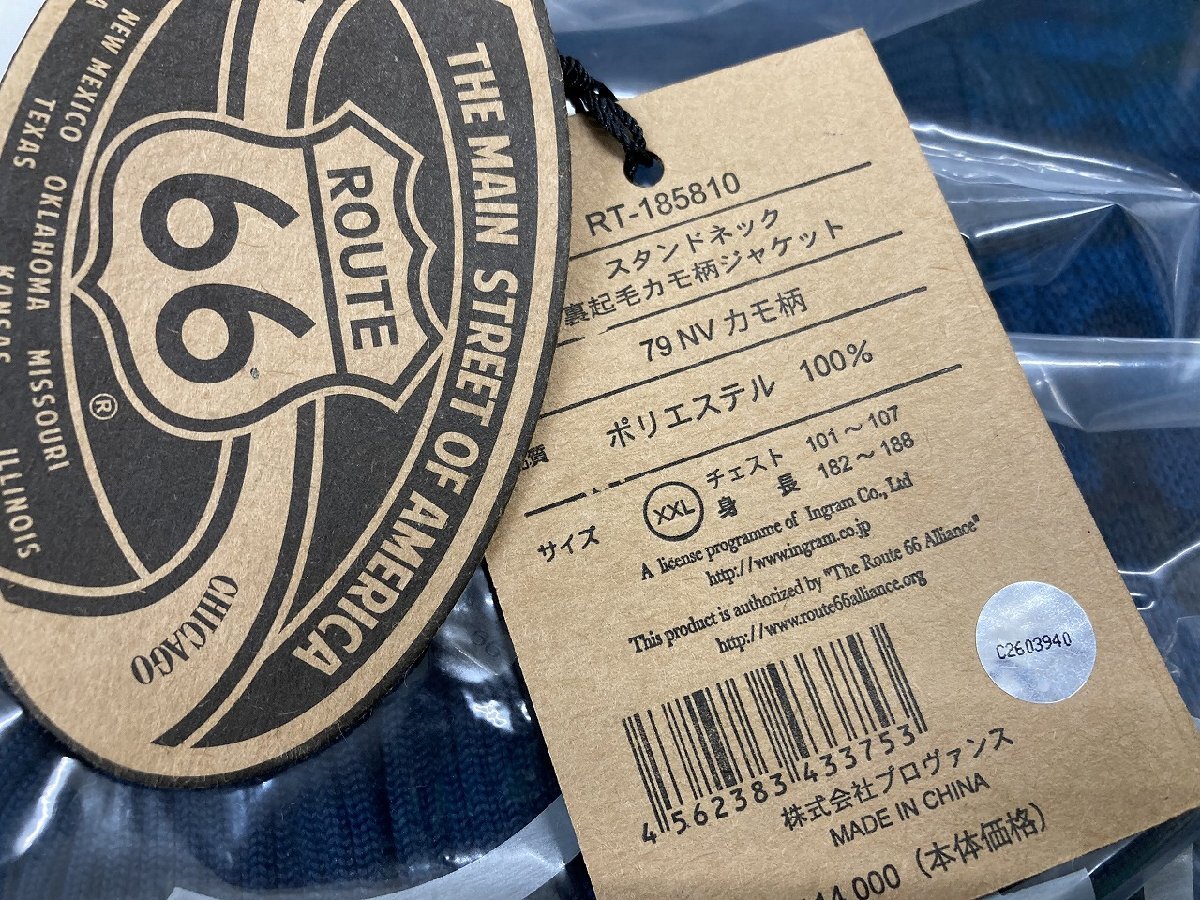 THE MAIN STREET OF AMERICA
ROUTE
66
®
NEW MEXICO
TEXAS
OKLAHOMA
KANSAS
MISSOURI
ILLINOIS
CHICAGO
RT-185810
スタンドネック
裏起毛カモ柄ジャケット
79 NV カモ柄
質 ポリエステル 100%
サイズ XXL チェスト 101～107
身長 182～188
A license programme of Ingram Co., Ltd
http://www.ingram.co.jp
This product is authorized by "The Route 66 Alliance"
http://www.route66alliance.org
C2603940
4562383433753
株式会社プロヴァンス
MADE IN CHINA
,000（本体価格）